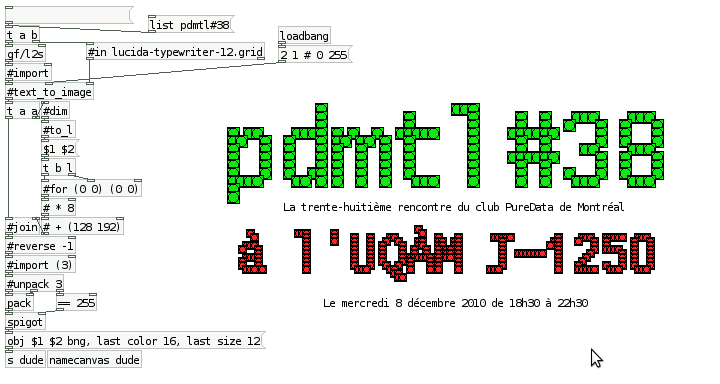 list pdmtl#38
t a b
loadbang
gf/l2s
#in lucida-typewriter-12.grid
2 1 # 0 255
#import
#text_to_image
t a a
#dim
#to_l
$1 $2
t b l
#for (0 0) (0 0)
# * 8
#join
# + (128 192)
#reverse -1
#import (3)
#unpack 3
pack
== 255
spigot
obj $1 $2 bng, last color 16, last size 12
s dude
namecanvas dude
pdmtl #38
La trente-huitième rencontre du club PureData de Montréal
à l'UQÀM J-1250
Le mercredi 8 décembre 2010 de 18h30 à 22h30